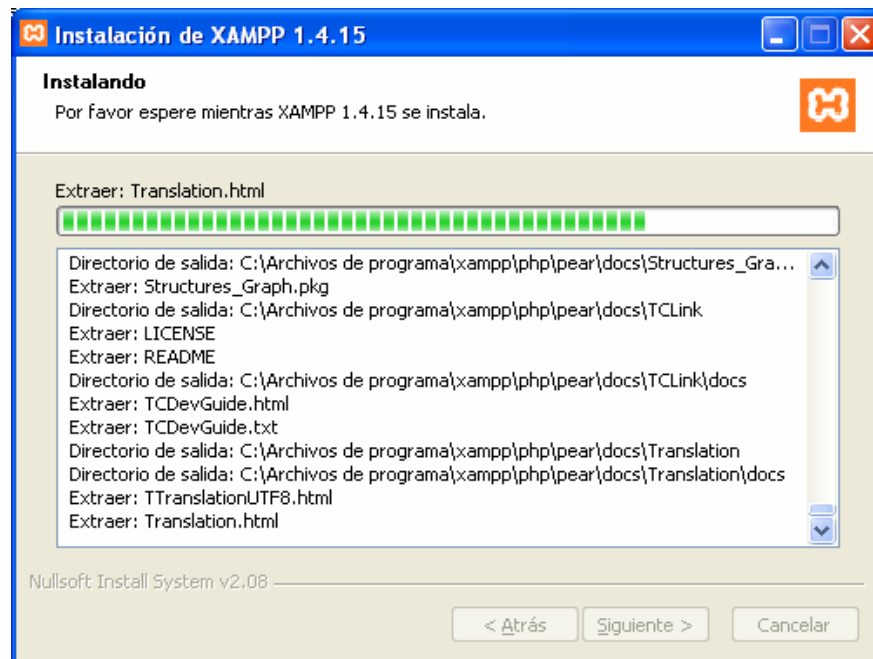 Instalación de XAMPP 1.4.15
Instalando
Por favor espere mientras XAMPP 1.4.15 se instala.
Extraer: Translation.html
Directorio de salida: C:\Archivos de programa\xampp\php\pear\docs\Structures_Gra...
Extraer: Structures_Graph.pkg
Directorio de salida: C:\Archivos de programa\xampp\php\pear\docs\TCLink
Extraer: LICENSE
Extraer: README
Directorio de salida: C:\Archivos de programa\xampp\php\pear\docs\TCLink\docs
Extraer: TCDevGuide.html
Extraer: TCDevGuide.txt
Directorio de salida: C:\Archivos de programa\xampp\php\pear\docs\Translation
Directorio de salida: C:\Archivos de programa\xampp\php\pear\docs\Translation\docs
Extraer: TTranslationUTF8.html
Extraer: Translation.html
Nullsoft Install System v2.08
< Atrás Siguiente > Cancelar